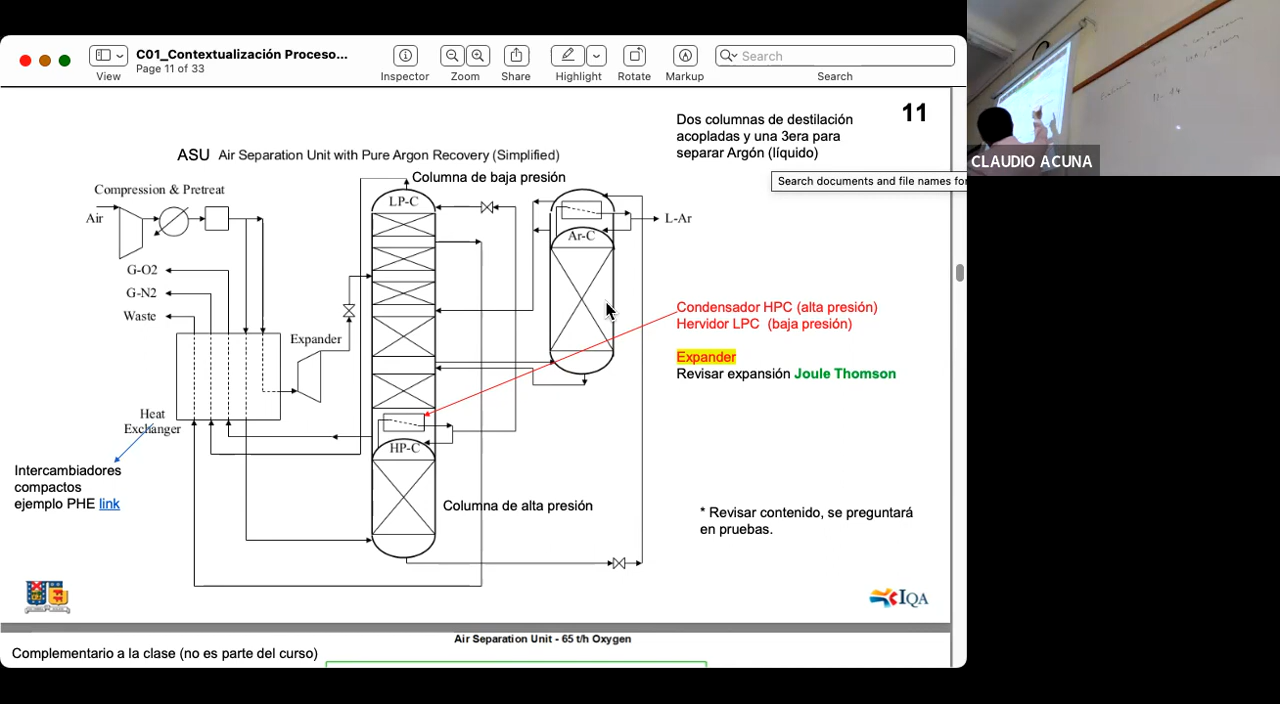 C01_Contextualización Proceso...
Page 11 of 33
View
Inspector
Zoom
Share
Highlight
Rotate
Markup
Search
Search
11
Dos columnas de destilación
acopladas y una 3era para
separar Argón (líquido)
Search documents and file names for
CLAUDIO ACUNA
ASU Air Separation Unit with Pure Argon Recovery (Simplified)
Columna de baja presión
Compression & Pretreat
LP-C
Air
L-Ar
Ar-C
G-O2
G-N2
Waste
Expander
Condensador HPC (alta presión)
Hervidor LPC (baja presión)
Expander
Revisar expansión Joule Thomson
Heat
Exchanger
HP-C
Intercambiadores
compactos
ejemplo PHE link
Columna de alta presión
* Revisar contenido, se preguntará
en pruebas.
IQA
Air Separation Unit - 65 t/h Oxygen
Complementario a la clase (no es parte del curso)